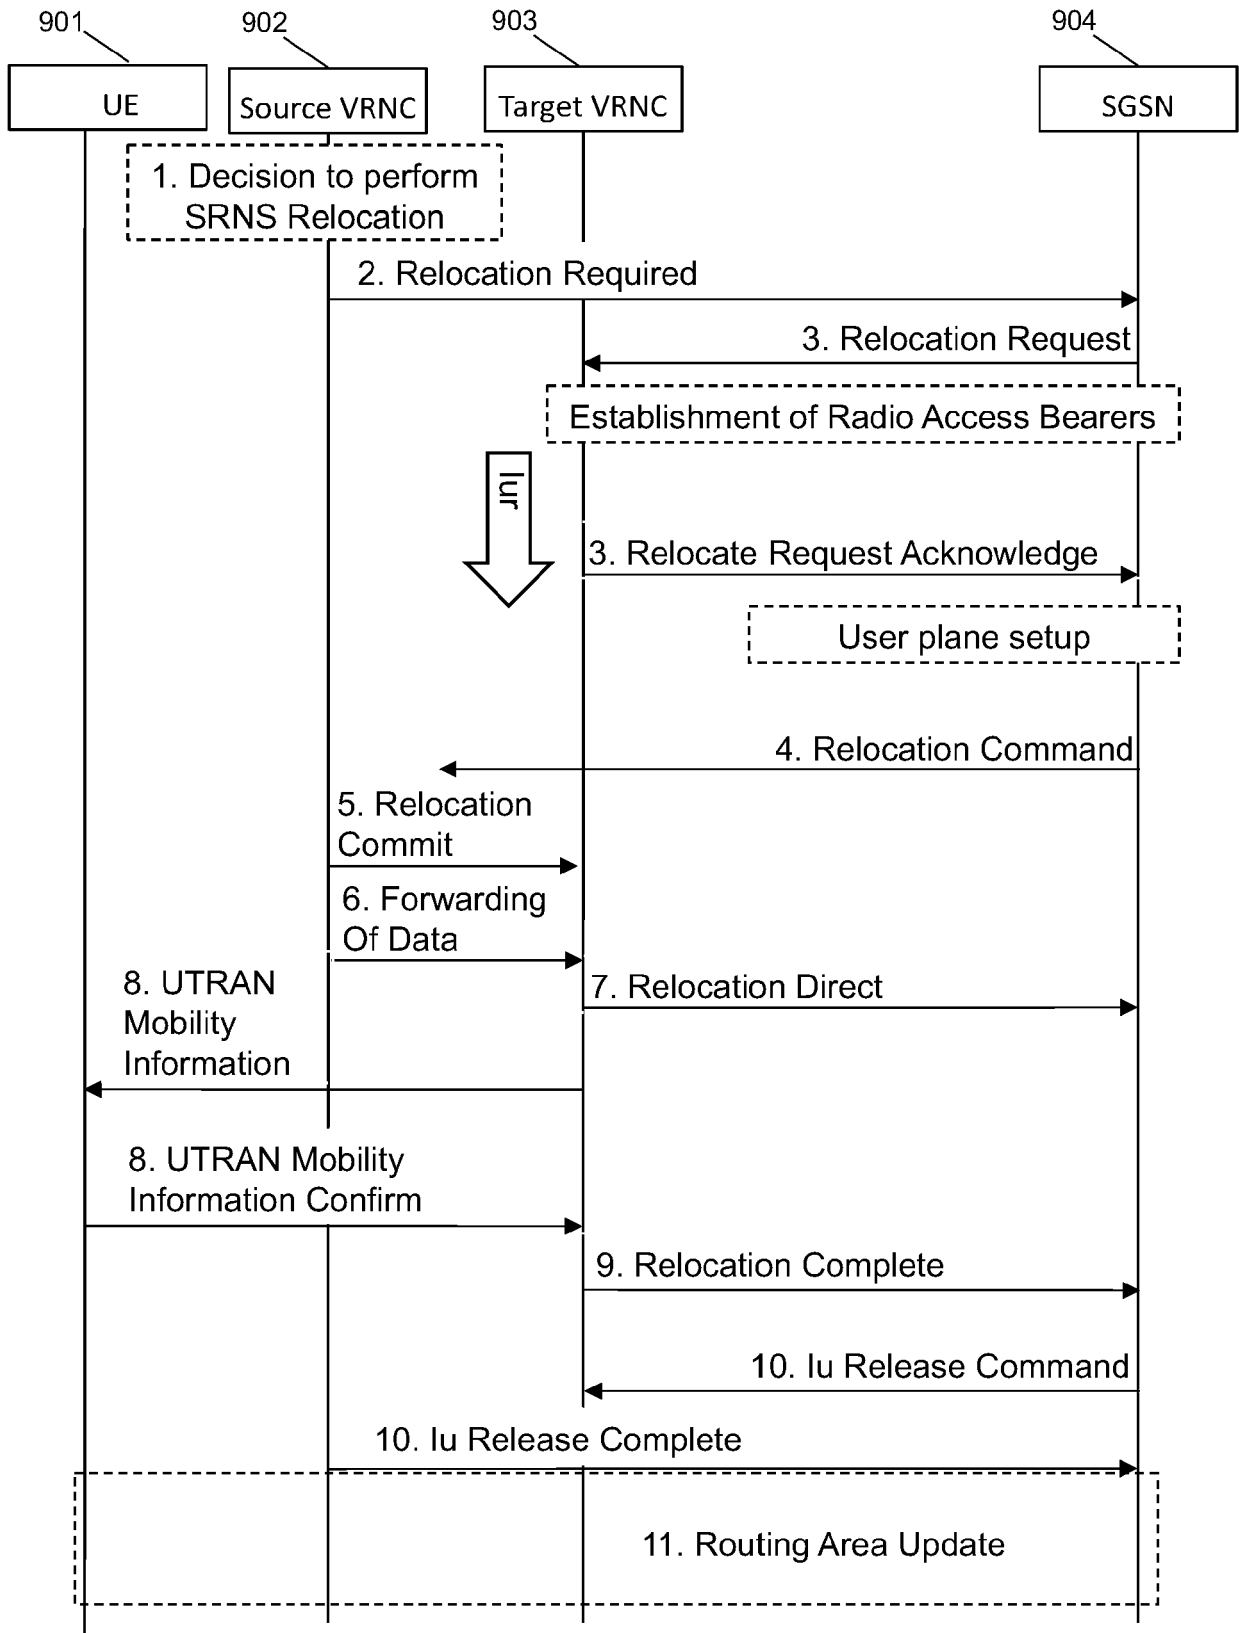 901
902
903
904
UE
Source VRNC
Target VRNC
SGSN
1. Decision to perform
SRNS Relocation
2. Relocation Required
3. Relocation Request
Establishment of Radio Access Bearers
Iur
3. Relocate Request Acknowledge
User plane setup
4. Relocation Command
5. Relocation
Commit
6. Forwarding
Of Data
7. Relocation Direct
8. UTRAN
Mobility
Information
8. UTRAN Mobility
Information Confirm
9. Relocation Complete
10. Iu Release Command
10. Iu Release Complete
11. Routing Area Update